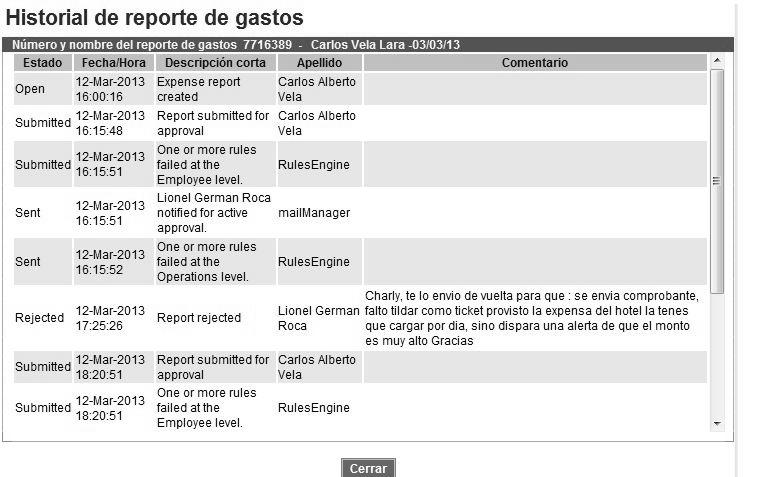 Historial de reporte de gastos
Número y nombre del reporte de gastos 7716389 - Carlos Vela Lara -03/03/13
Estado Fecha/Hora Descripción corta Apellido Comentario
Open 12-Mar-2013 16:00:16 Expense report created Carlos Alberto Vela
Submitted 12-Mar-2013 16:15:48 Report submitted for approval Carlos Alberto Vela
Submitted 12-Mar-2013 16:15:51 One or more rules failed at the Employee level. RulesEngine
Sent 12-Mar-2013 16:15:51 Lionel German Roca notified for active approval. mailManager
Sent 12-Mar-2013 16:15:52 One or more rules failed at the Operations level. RulesEngine
Rejected 12-Mar-2013 17:25:26 Report rejected Lionel German Roca Charly, te lo envio de vuelta para que : se envia comprobante, falto tildar como ticket provisto la expensa del hotel la tenes que cargar por dia, sino dispara una alerta de que el monto es muy alto Gracias
Submitted 12-Mar-2013 18:20:51 Report submitted for approval Carlos Alberto Vela
Submitted 12-Mar-2013 18:20:51 One or more rules failed at the Employee level. RulesEngine
Cerrar